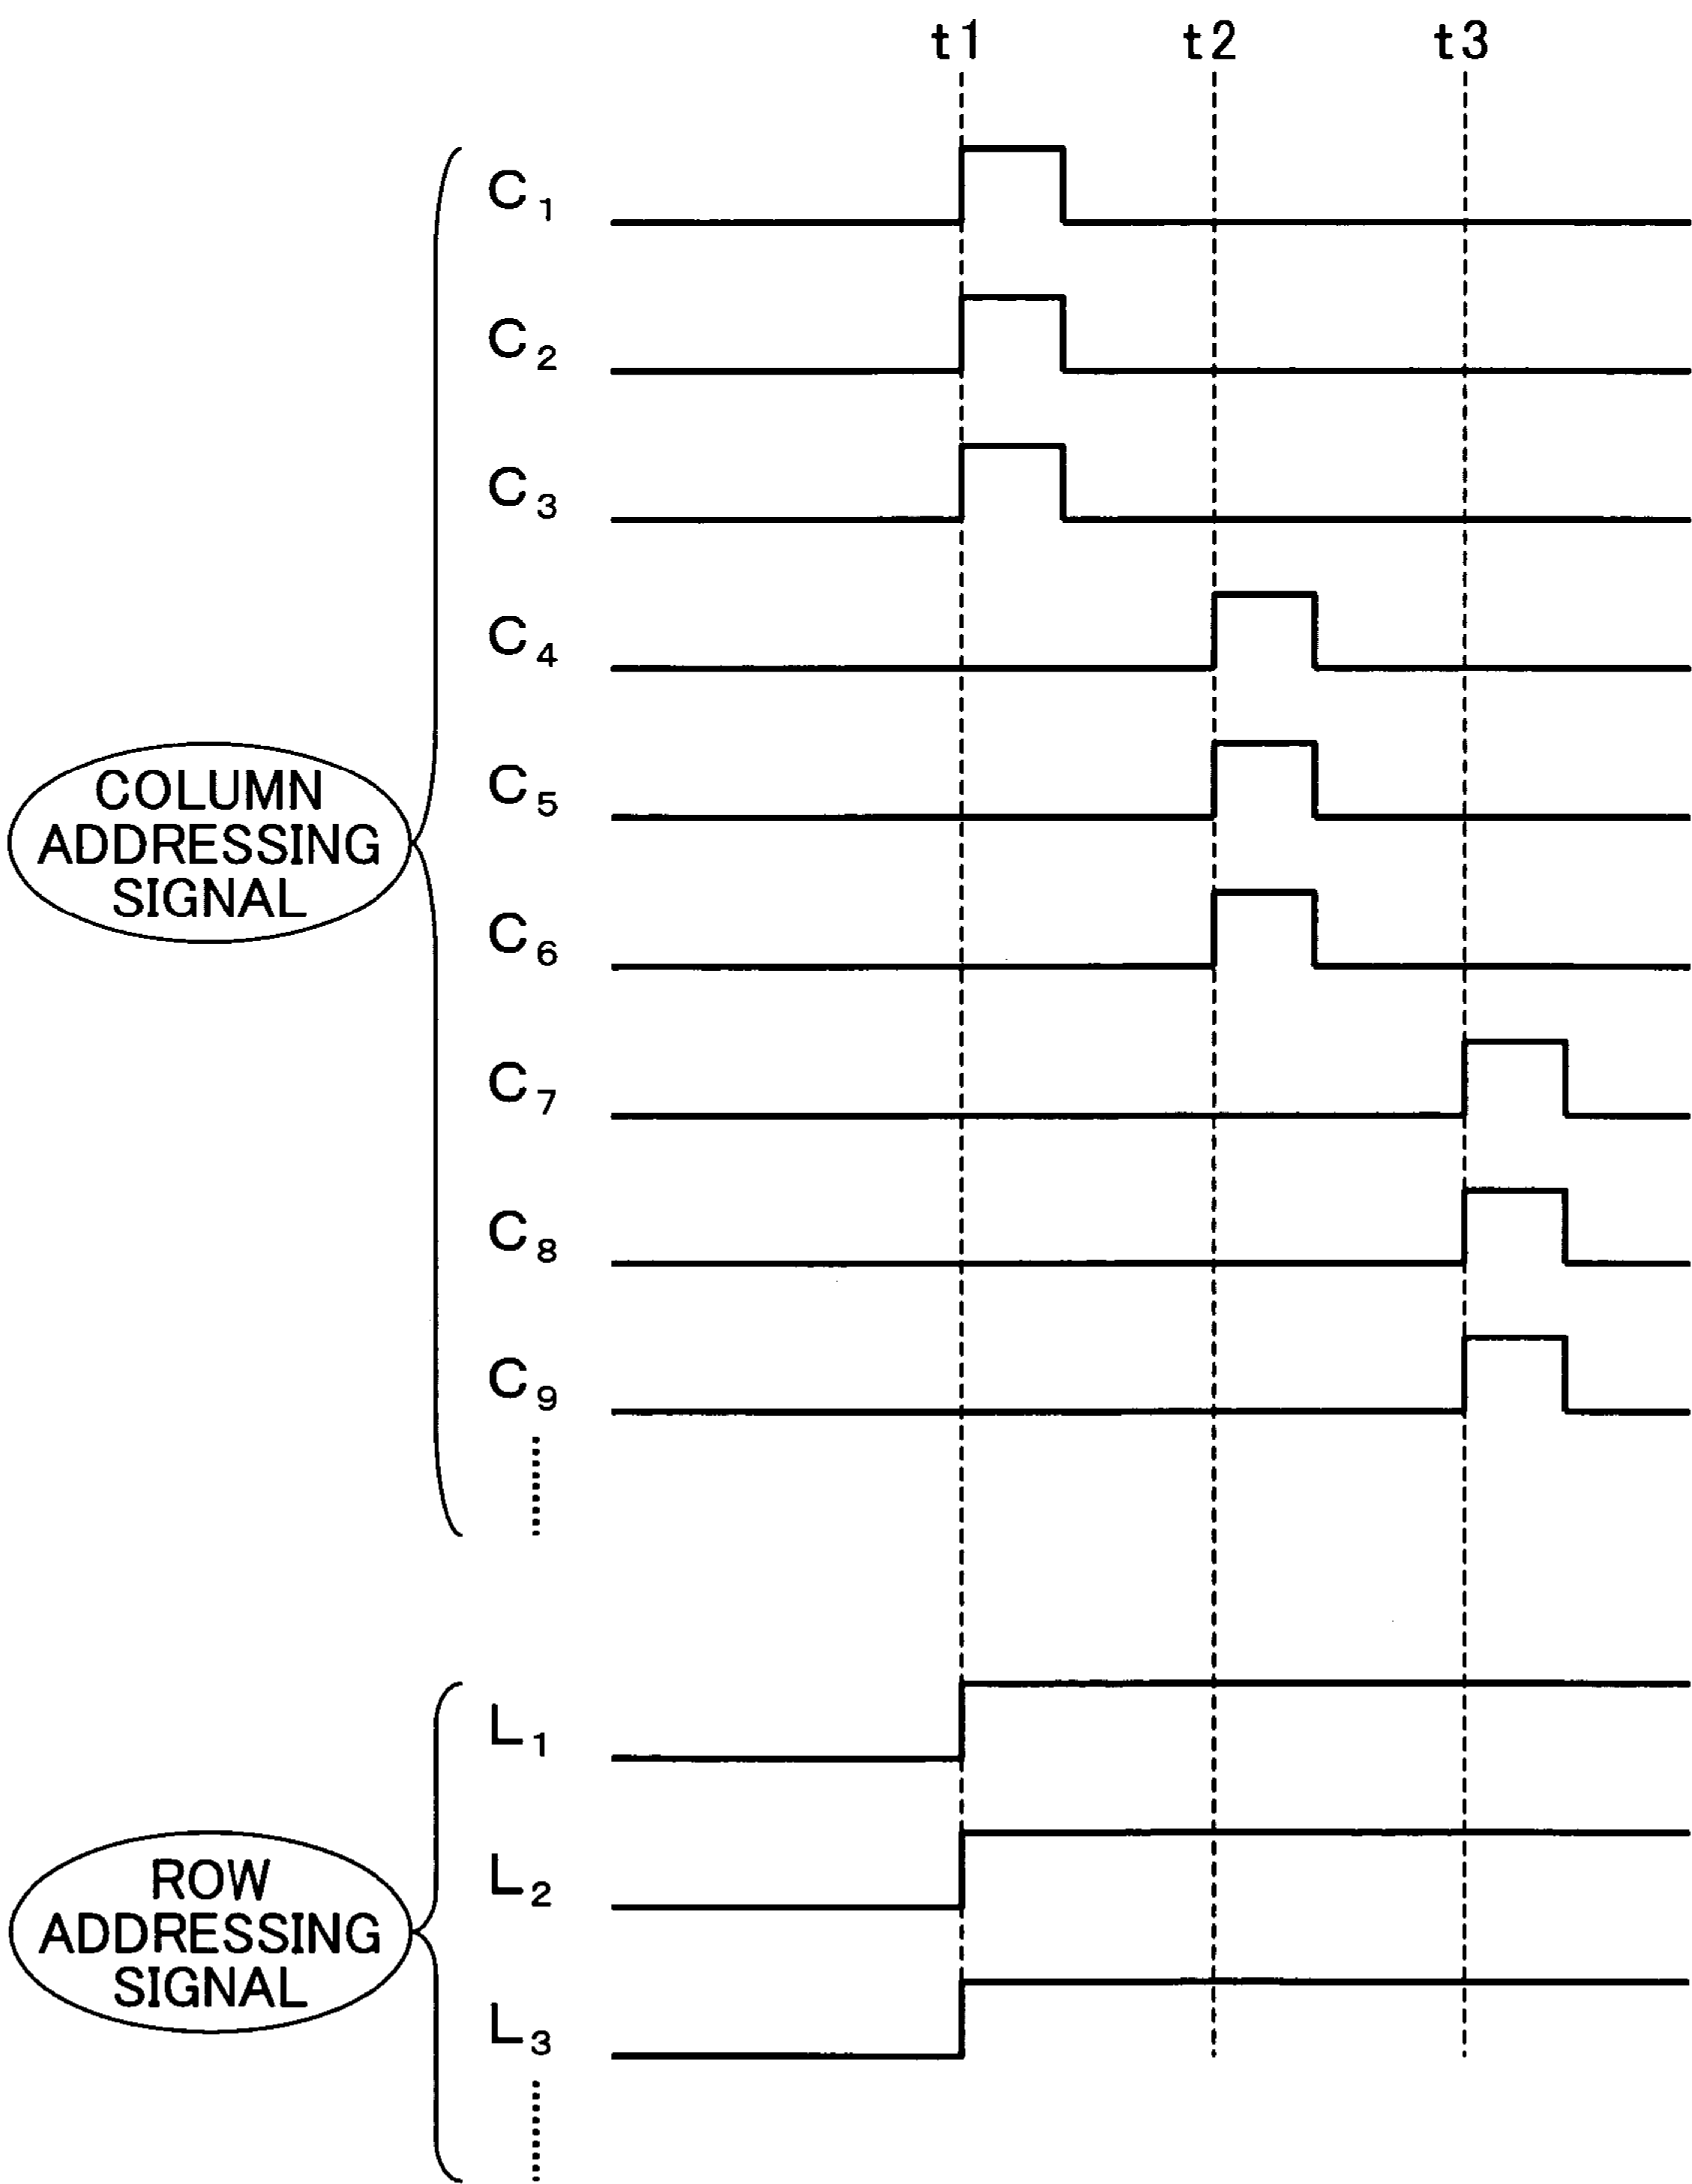 t1 t2 t3
C1
C2
C3
C4
COLUMN
ADDRESSING
SIGNAL
C5
C6
C7
C8
C9
L1
L2
L3
ROW
ADDRESSING
SIGNAL